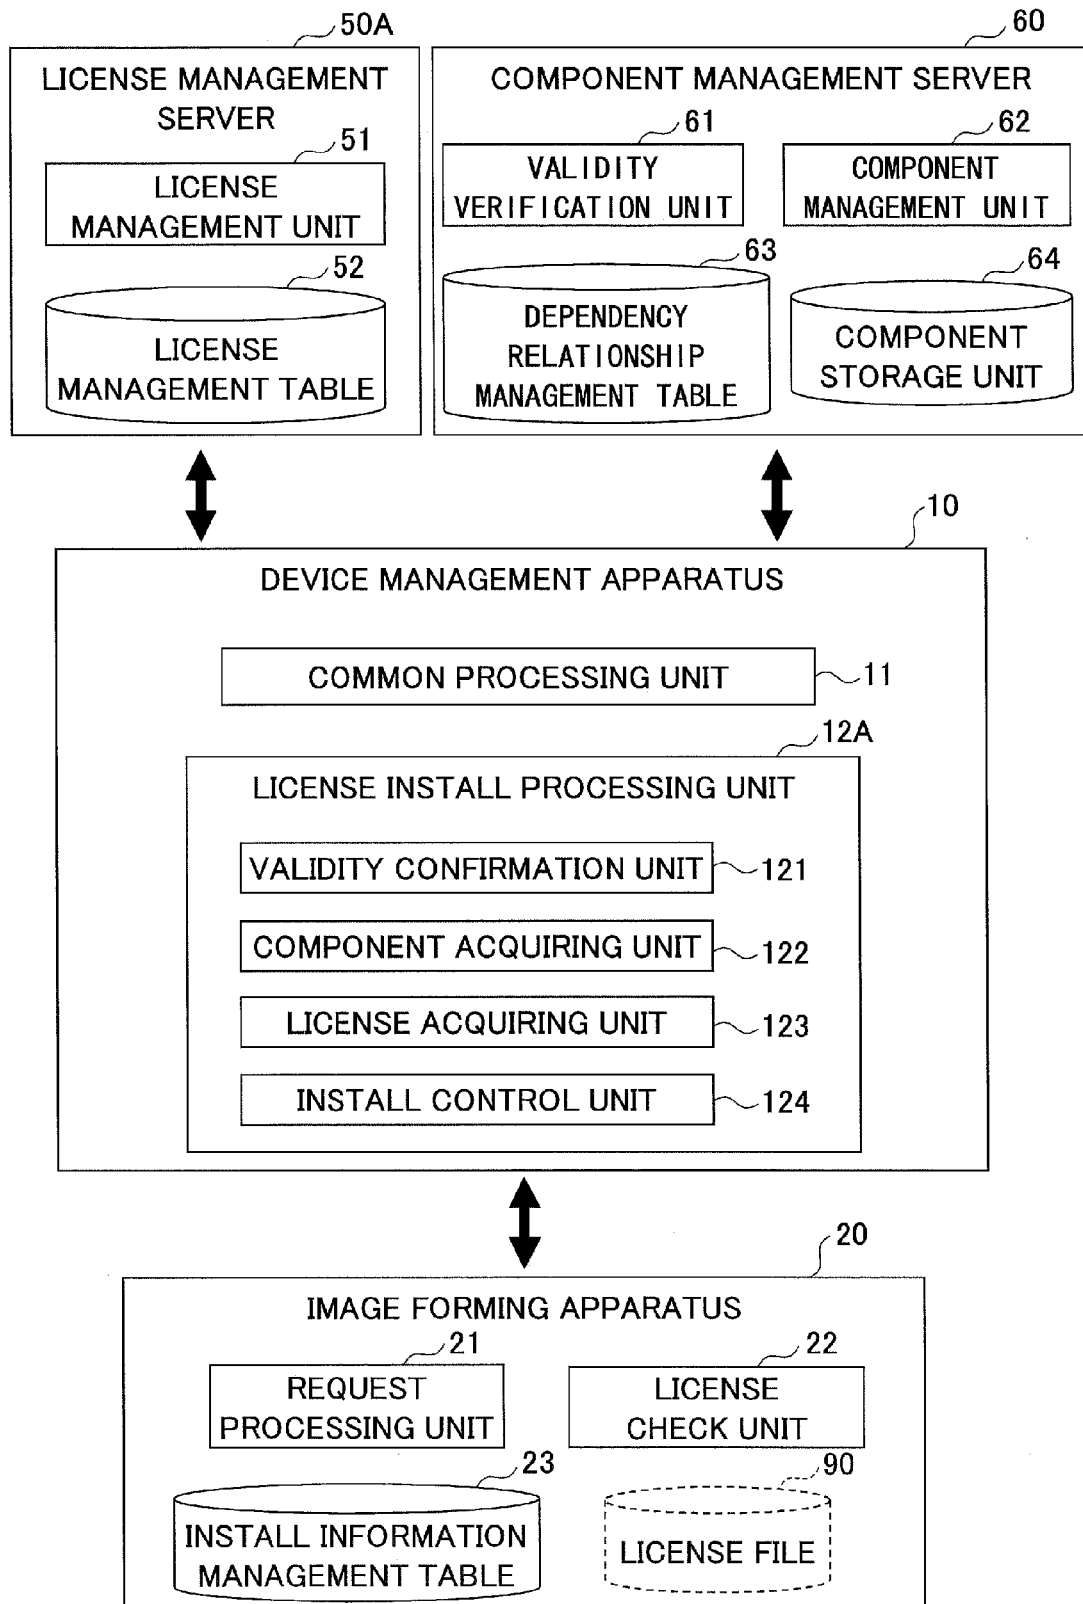 50A
LICENSE MANAGEMENT
SERVER
51
LICENSE
MANAGEMENT UNIT
52
LICENSE
MANAGEMENT TABLE
60
COMPONENT MANAGEMENT SERVER
61
VALIDITY
VERIFICATION UNIT
62
COMPONENT
MANAGEMENT UNIT
63
DEPENDENCY
RELATIONSHIP
MANAGEMENT TABLE
64
COMPONENT
STORAGE UNIT
10
DEVICE MANAGEMENT APPARATUS
COMMON PROCESSING UNIT
11
12A
LICENSE INSTALL PROCESSING UNIT
VALIDITY CONFIRMATION UNIT
121
COMPONENT ACQUIRING UNIT
122
LICENSE ACQUIRING UNIT
123
INSTALL CONTROL UNIT
124
20
IMAGE FORMING APPARATUS
21
REQUEST
PROCESSING UNIT
22
LICENSE
CHECK UNIT
23
INSTALL INFORMATION
MANAGEMENT TABLE
90
LICENSE FILE